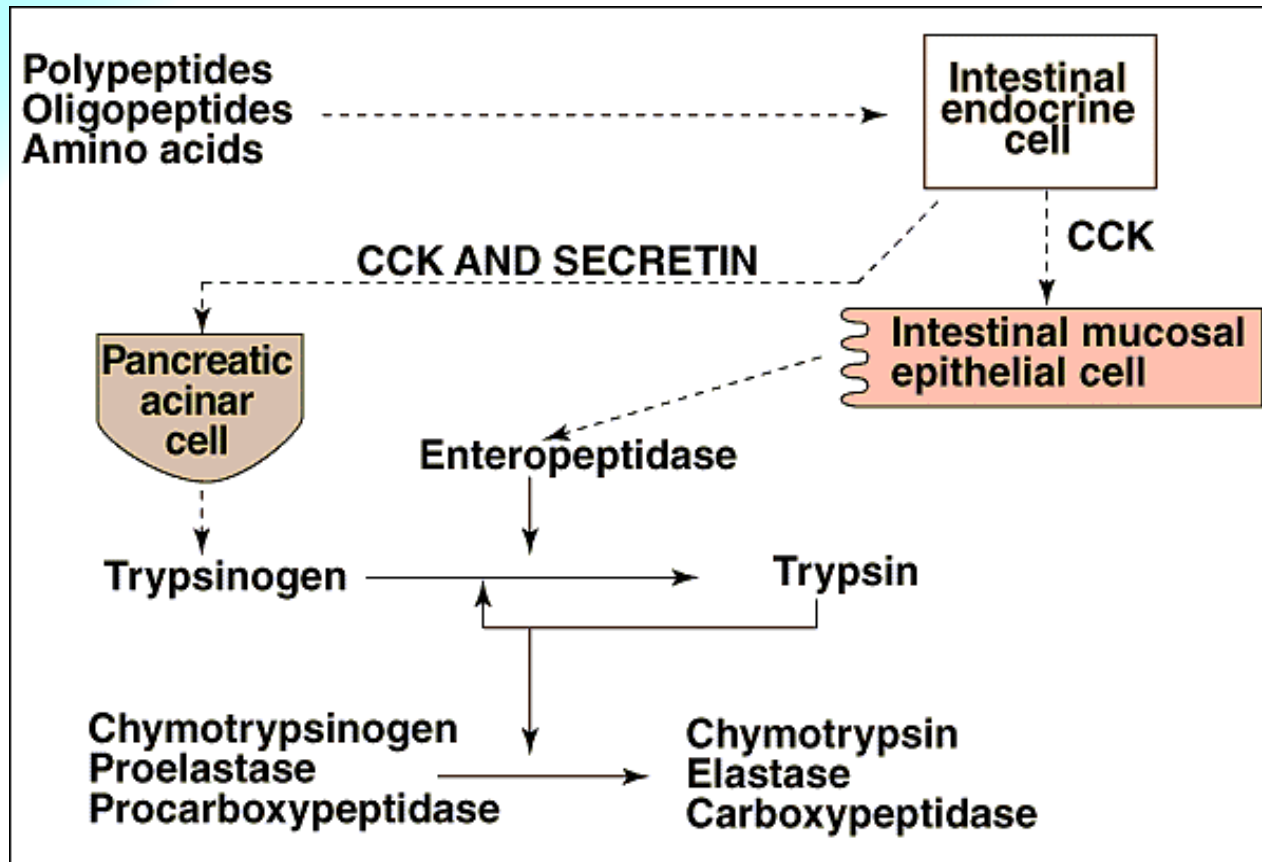 Polypeptides
Oligopeptides
Amino acids
Intestinal
endocrine
cell
CCK
CCK AND SECRETIN
Pancreatic
acinar
cell
Intestinal mucosal
epithelial cell
Enteropeptidase
Trypsinogen
Trypsin
Chymotrypsinogen
Proelastase
Procarboxypeptidase
Chymotrypsin
Elastase
Carboxypeptidase